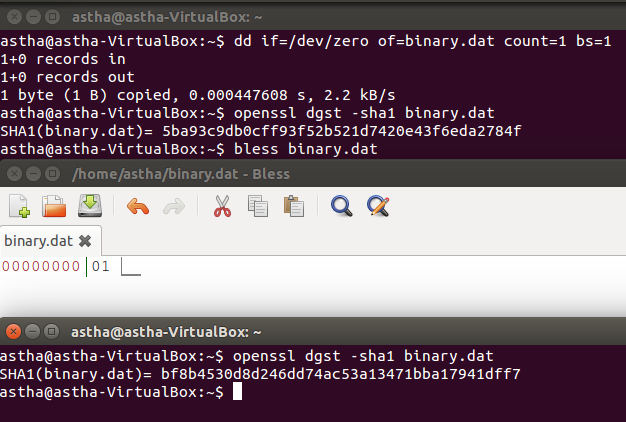 astha@astha-VirtualBox: ~
astha@astha-VirtualBox:~$ dd if=/dev/zero of=binary.dat count=1 bs=1
1+0 records in
1+0 records out
1 byte (1 B) copied, 0.000447608 s, 2.2 kB/s
astha@astha-VirtualBox:~$ openssl dgst -sha1 binary.dat
SHA1(binary.dat)= 5ba93c9db0cff93f52b521d7420e43f6eda2784f
astha@astha-VirtualBox:~$ bless binary.dat
/home/astha/binary.dat - Bless
binary.dat
00000000 01
astha@astha-VirtualBox: ~
astha@astha-VirtualBox:~$ openssl dgst -sha1 binary.dat
SHA1(binary.dat)= bf8b4530d8d246dd74ac53a13471bba17941dff7
astha@astha-VirtualBox:~$